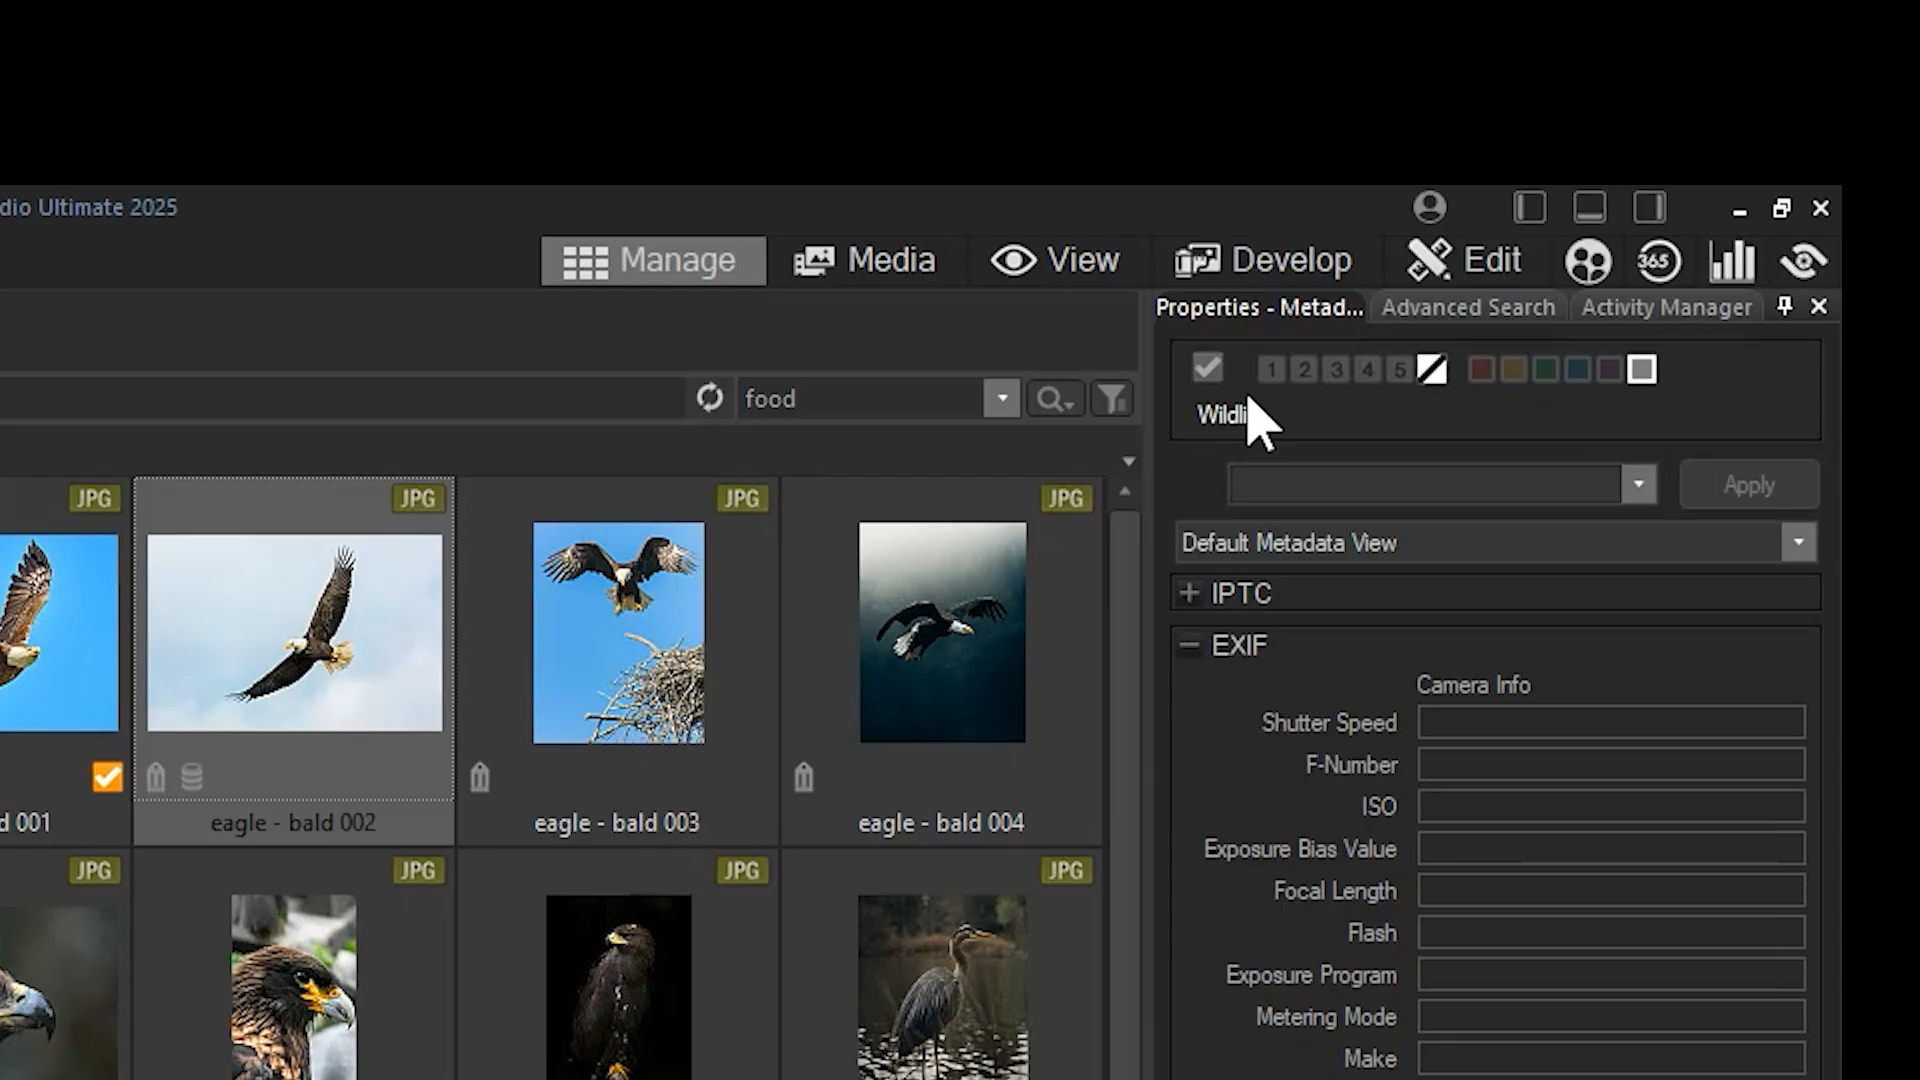 dio Ultimate 2025
Manage
Media
View
Develop
Edit
365
Properties - Metad...
Advanced Search
Activity Manager
1 2 3 4 5
food
Wildli
Apply
Default Metadata View
IPTC
EXIF
Camera Info
Shutter Speed
F-Number
ISO
Exposure Bias Value
Focal Length
Flash
Exposure Program
Metering Mode
Make
JPG
JPG
JPG
JPG
d 001
eagle - bald 002
eagle - bald 003
eagle - bald 004
JPG
JPG
JPG
JPG